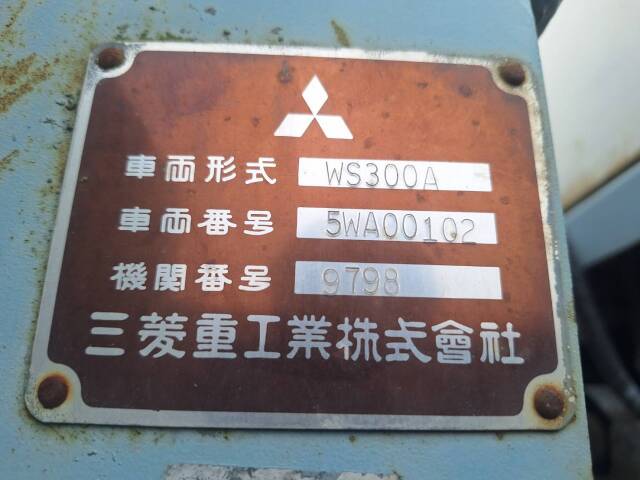 車両形式 WS300A
車両番号 5WA00102
機関番号 9798
三菱重工業株式會社